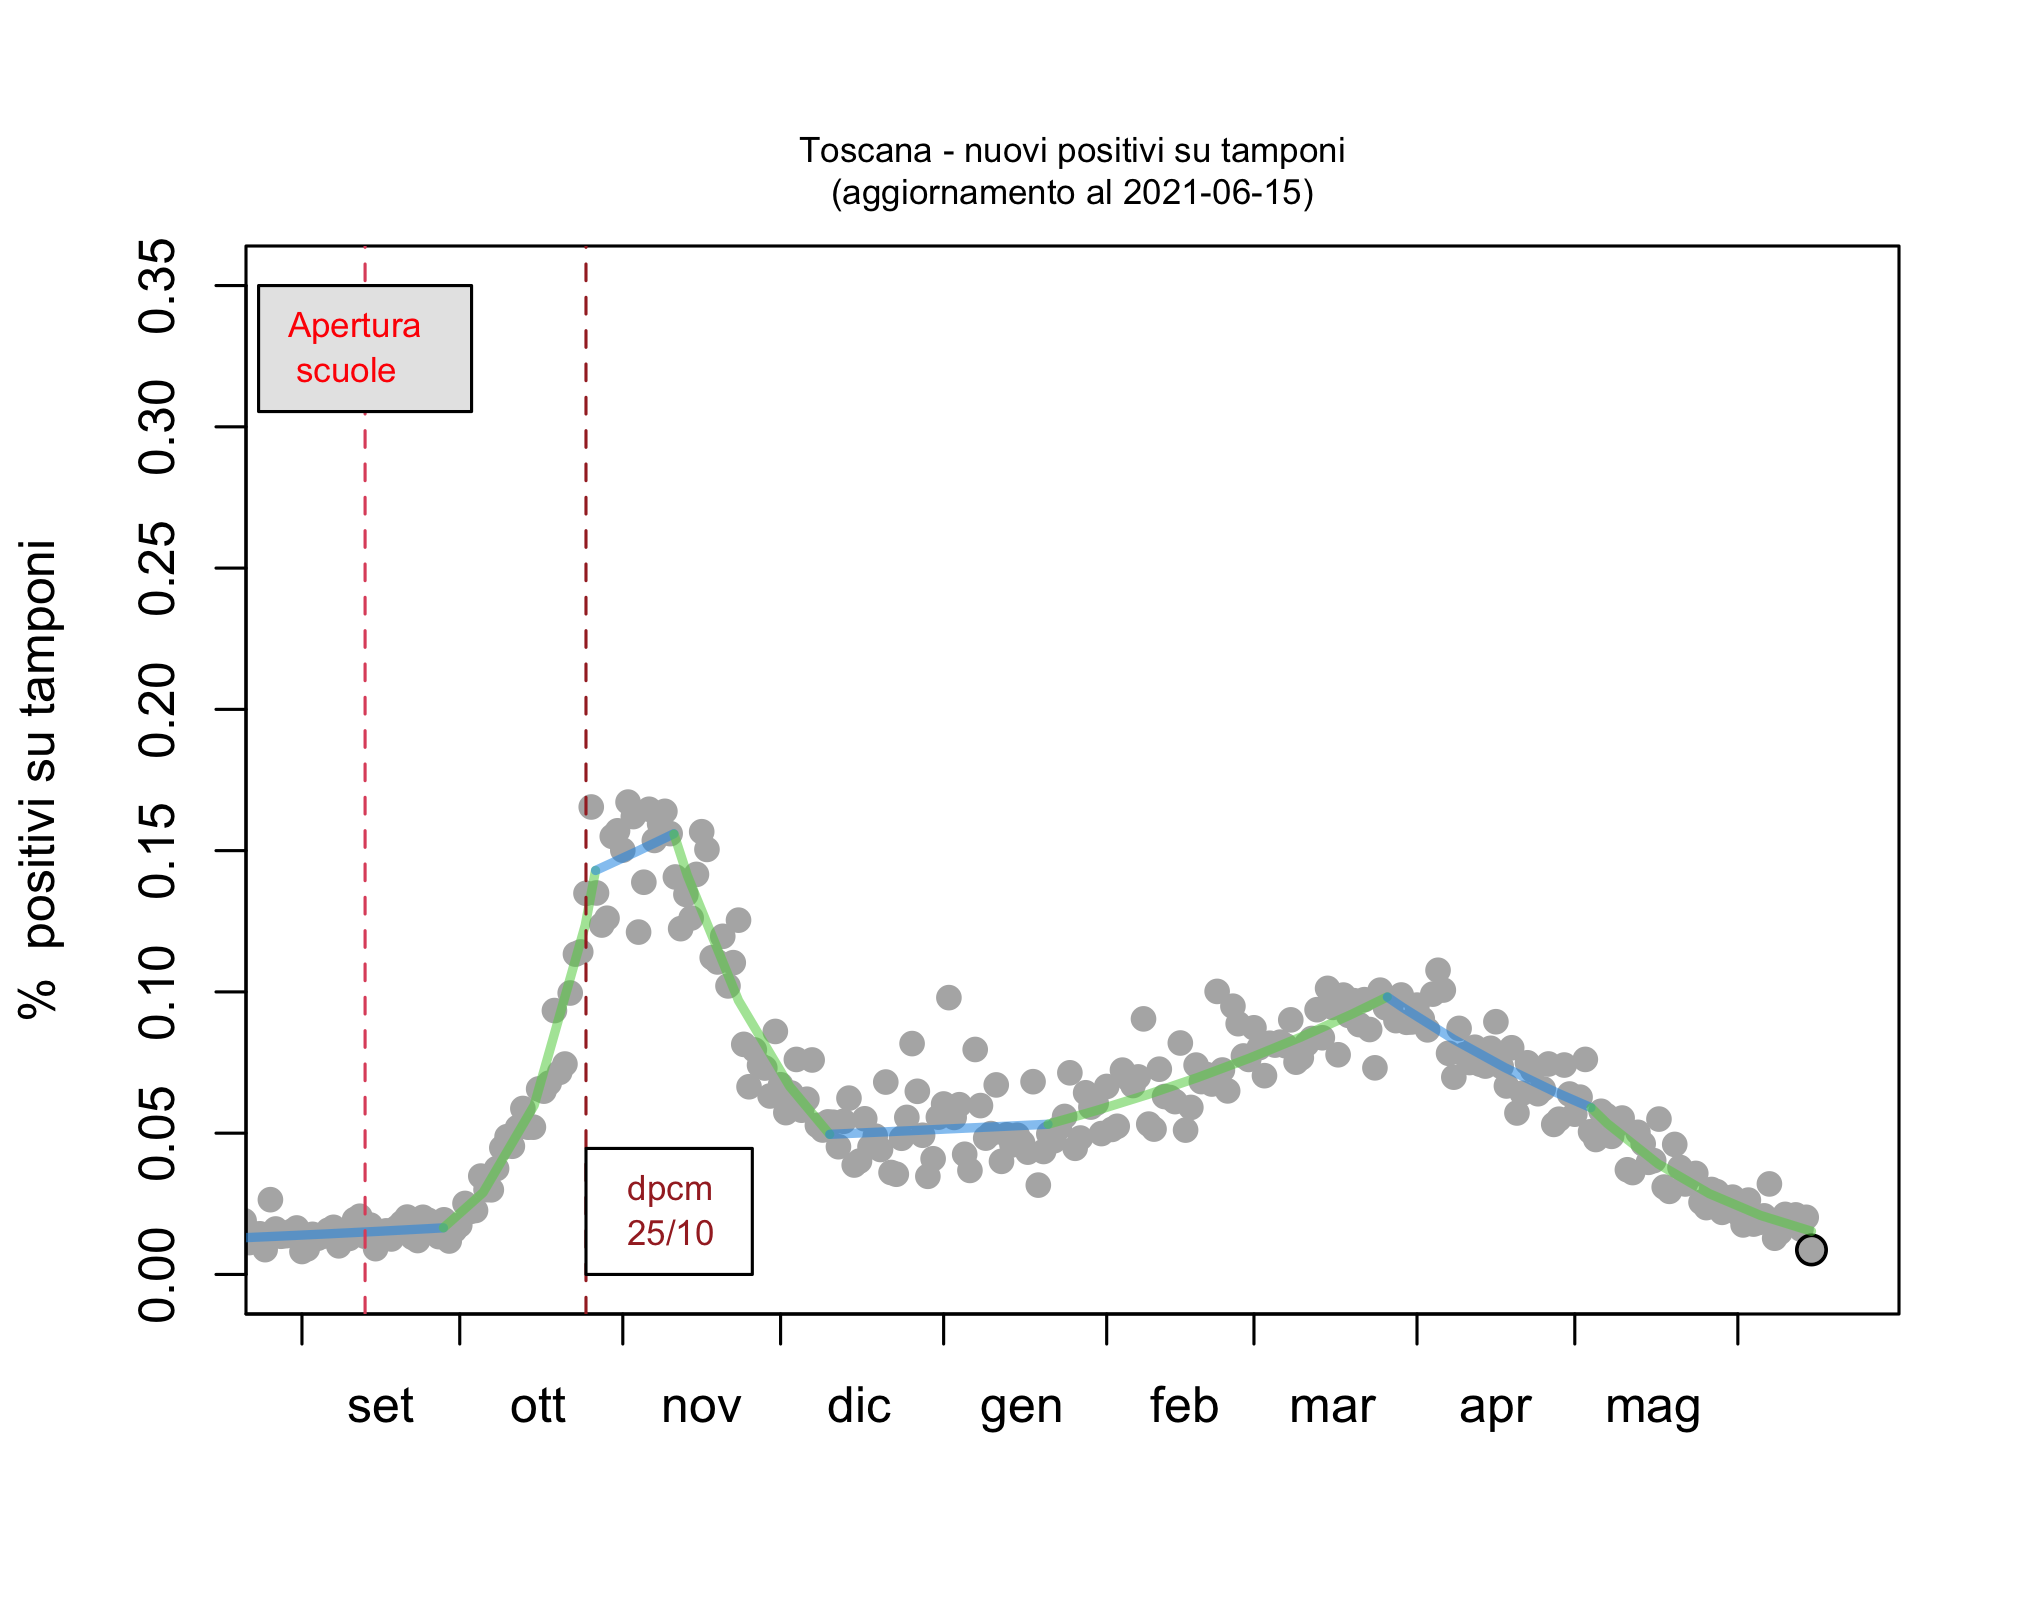 Toscana - nuovi positivi su tamponi
(aggiornamento al 2021-06-15)
% positivi su tamponi
0.35
0.30
0.25
0.20
0.15
0.10
0.05
0.00
Apertura
scuole
dpcm
25/10
set ott nov dic gen feb mar apr mag